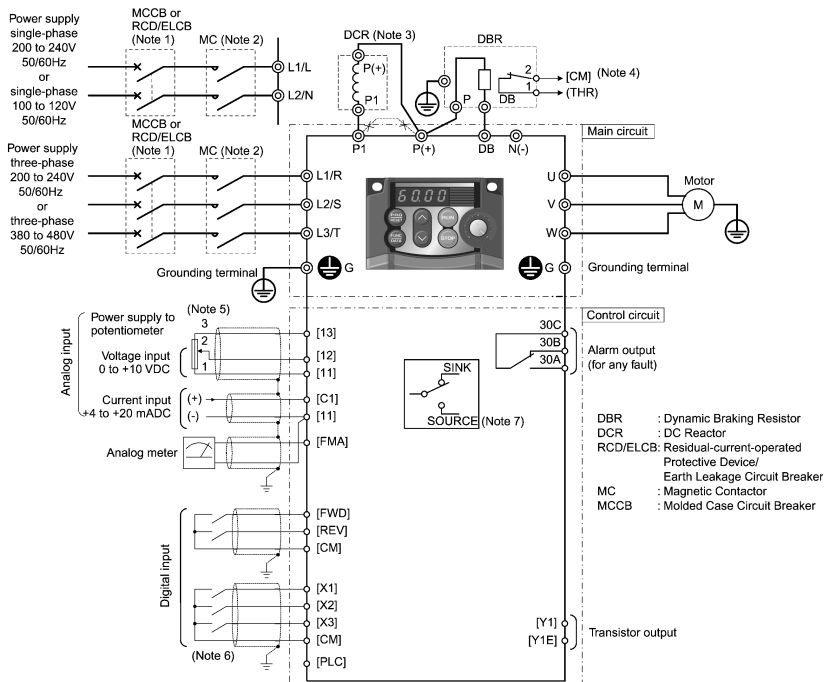 Power supply
single-phase
200 to 240V
50/60Hz
or
single-phase
100 to 120V
50/60Hz
MCCB or
RCD/ELCB
(Note 1)
MC (Note 2)
L1/L
L2/N
DCR (Note 3)
P(+)
P1
DBR
P
2
1
DB
[CM]
(THR)
(Note 4)
Main circuit
P1
P(+)
DB
N(-)
Power supply
three-phase
200 to 240V
50/60Hz
or
three-phase
380 to 480V
50/60Hz
MCCB or
RCD/ELCB
(Note 1)
MC (Note 2)
L1/R
L2/S
L3/T
60.00
PRG
RESET
FUNC
DATA
RUN
STOP
U
V
W
Motor
M
Grounding terminal
G
G
Grounding terminal
Control circuit
Analog input
Power supply to
potentiometer
(Note 5)
3
2
1
Voltage input
0 to +10 VDC
Current input
+4 to +20 mADC
(+)
(-)
Analog meter
[13]
[12]
[11]
[C1]
[11]
[FMA]
SINK
SOURCE
(Note 7)
30C
30B
30A
Alarm output
(for any fault)
DBR : Dynamic Braking Resistor
DCR : DC Reactor
RCD/ELCB: Residual-current-operated
Protective Device/
Earth Leakage Circuit Breaker
MC : Magnetic Contactor
MCCB : Molded Case Circuit Breaker
Digital input
[FWD]
[REV]
[CM]
[X1]
[X2]
[X3]
[CM]
(Note 6)
[PLC]
[Y1]
[Y1E]
Transistor output